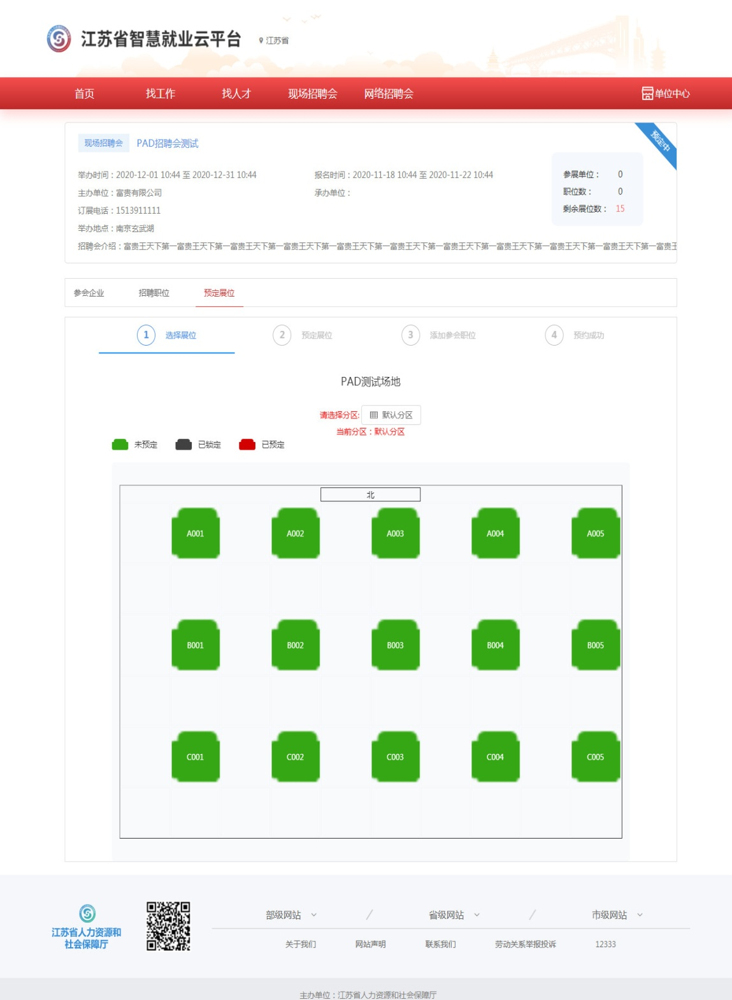 江苏省智慧就业云平台 江苏省
首页 找工作 找人才 现场招聘会 网络招聘会 单位中心
现场招聘会 PAD招聘会测试 预定中
举办时间：2020-12-01 10:44 至 2020-12-31 10:44 报名时间：2020-11-18 10:44 至 2020-11-22 10:44 参展单位： 0
主办单位：富贵有限公司 承办单位： 职位数： 0
订展电话：1513911111 剩余展位数： 15
举办地点：南京玄武湖
招聘会介绍：富贵王天下第一富贵王天下第一富贵王天下第一富贵王天下第一富贵王天下第一富贵王天下第一富贵王天下第一富贵王天下第一富贵王天下第一富贵王天下第一富贵王
参会企业 招聘职位 预定展位
1 选择展位 2 预定展位 3 添加参会职位 4 预约成功
PAD测试场地
请选择分区: 默认分区
当前分区：默认分区
未预定 已锁定 已预定
北
A001 A002 A003 A004 A005
B001 B002 B003 B004 B005
C001 C002 C003 C004 C005
部级网站 / 省级网站 / 市级网站
江苏省人力资源和
社会保障厅
关于我们 网站声明 联系我们 劳动关系举报投诉 12333
主办单位：江苏省人力资源和社会保障厅